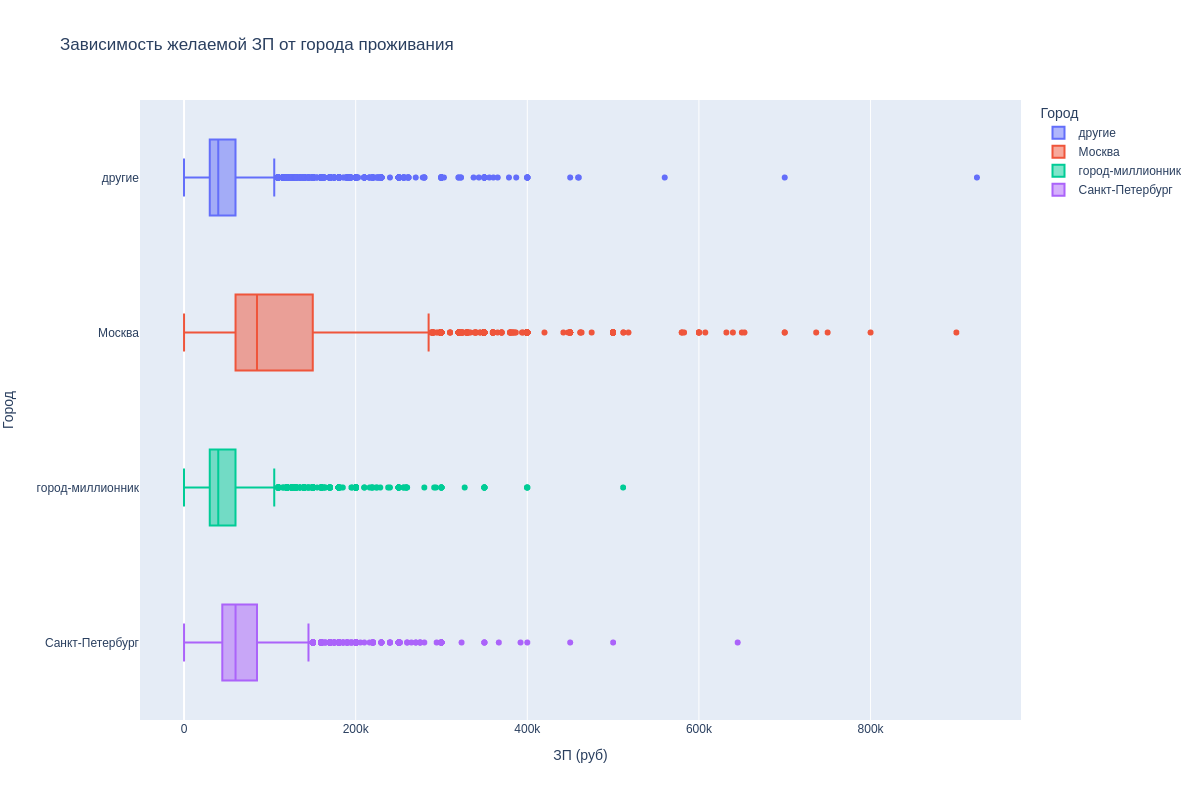 Зависимость желаемой ЗП от города проживания
Город
другие
Москва
город-миллионник
Санкт-Петербург
Город
другие
Москва
город-миллионник
Санкт-Петербург
0 200k 400k 600k 800k
ЗП (руб)